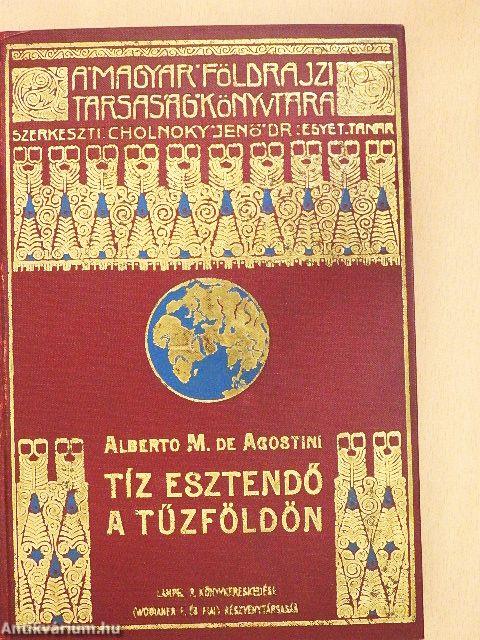 A MAGYAR FÖLDRAJZI
TÁRSASÁG KÖNYVTÁRA
SZERKESZTI: CHOLNOKY JENŐ DR. EGYET. TANÁR
ALBERTO M. DE AGOSTINI
TÍZ ESZTENDŐ
A TŰZFÖLDÖN
LAMPEL R. KÖNYVKERESKEDÉSE
(WODIANER F. ÉS FIAI) RÉSZVÉNYTÁRSASÁG
Antikvárium.hu